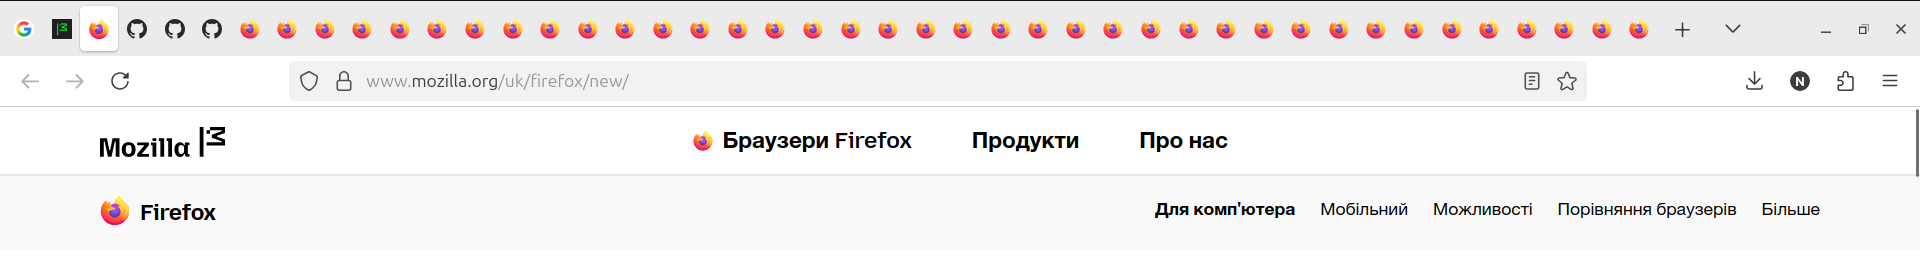 www.mozilla.org/uk/firefox/new/
N
Mozilla
Браузери Firefox Продукти Про нас
Firefox
Для комп'ютера Мобільний Можливості Порівняння браузерів Більше